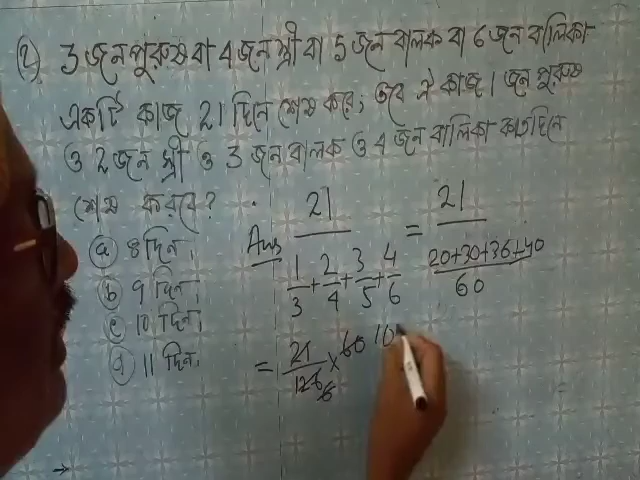 (2) 3 জন পুরুষ বা 4 জন স্ত্রী বা 5 জন বালক বা 6 জন বালিকা
একটি কাজ 21 দিনে শেষ করে; তবে ঐ কাজ 1 জন পুরুষ
ও 2 জন স্ত্রী ও 3 জন বালক ও 4 জন বালিকা কতদিনে
শেষ করবে?
(a) 8 দিন।
(b) 9 দিন।
(c) 10 দিন।
(d) 11 দিন।
Ans 21 / (1/3 + 2/4 + 3/5 + 4/6) = 21 / ((20+30+36+40)/60)
= 21/126 6 × 60 10